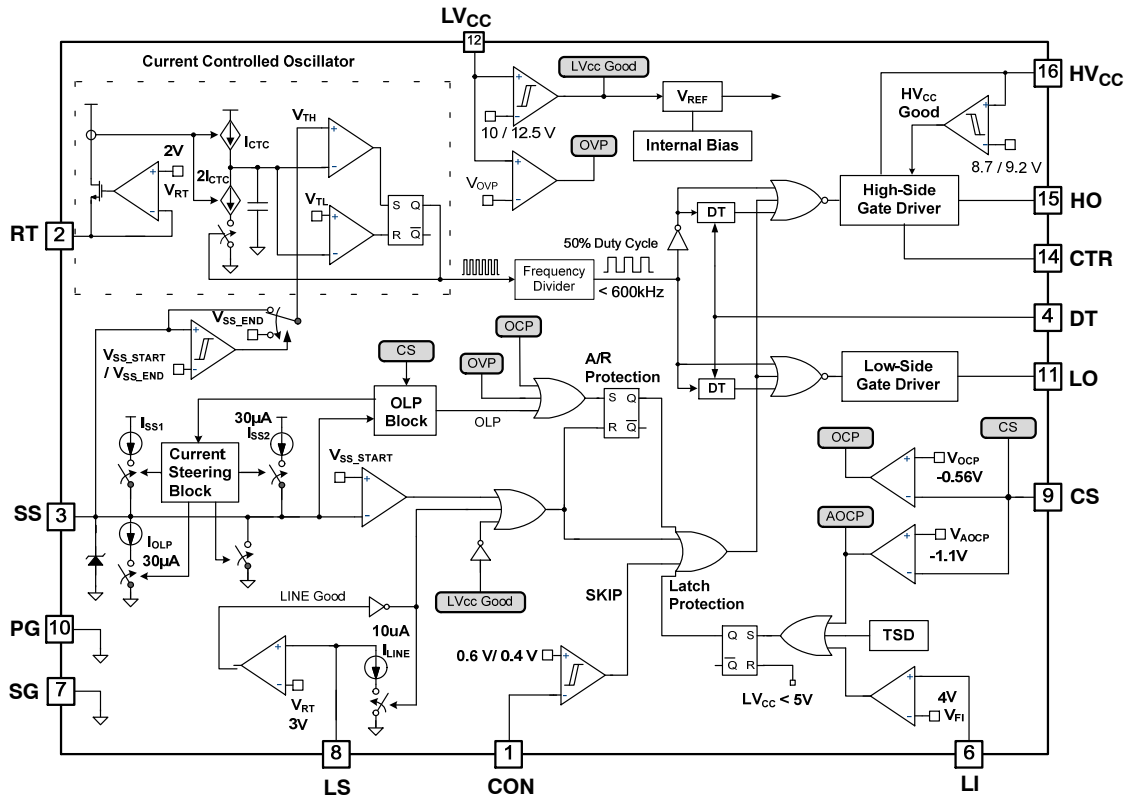 LVCC
12
Current Controlled Oscillator
LVcc Good
16
HVCC
HVCC
Good
VTH
ICTC
VREF
10 / 12.5 V
Internal Bias
8.7 / 9.2 V
2V
VRT
2ICTC
OVP
VOVP
VTL
S Q
R Q
High-Side
Gate Driver
15
HO
DT
RT
2
50% Duty Cycle
14
CTR
Frequency
Divider
< 600kHz
VSS_END
4
DT
VSS_START
/ VSS_END
OCP
CS
OVP
A/R
Protection
DT
Low-Side
Gate Driver
11
LO
OLP
Block
OLP
S Q
R Q
ISS1
30µA
ISS2
Current
Steering
Block
VSS_START
OCP
CS
VOCP
-0.56V
SS
3
9
CS
AOCP
IOLP
30µA
VAOCP
-1.1V
LINE Good
LVcc Good
SKIP
Latch
Protection
PG
10
10uA
ILINE
0.6 V/ 0.4 V
Q S
Q R
TSD
SG
7
VRT
3V
LVCC < 5V
4V
VFI
8
1
6
LS
CON
LI